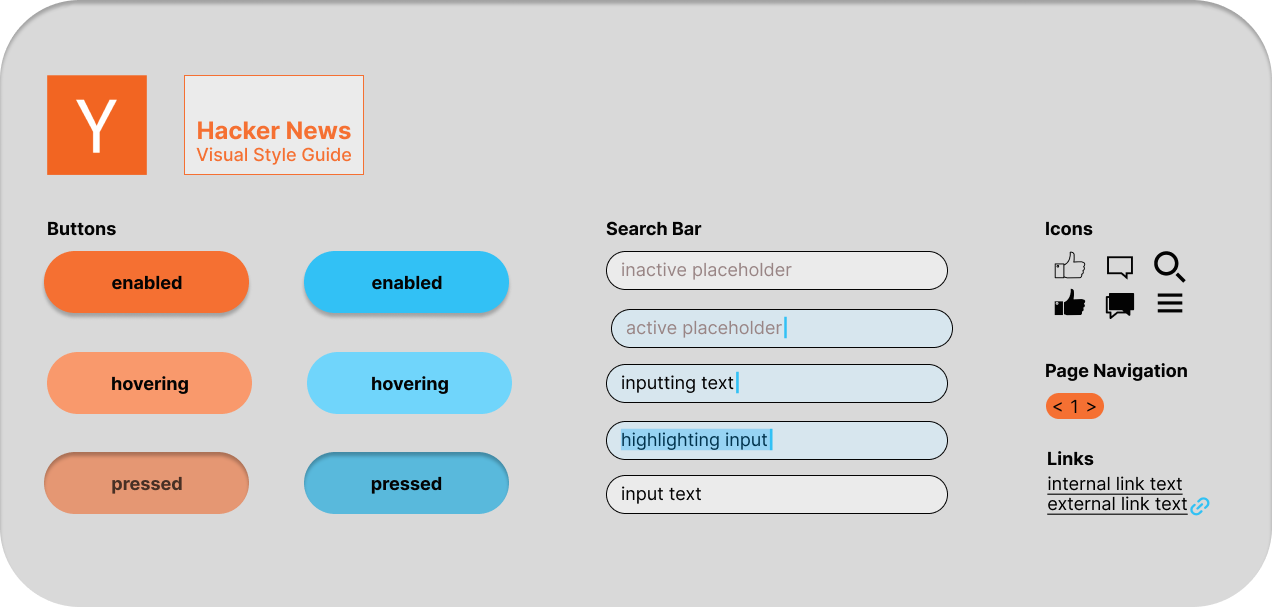 Y
Hacker News
Visual Style Guide
Buttons
enabled
enabled
hovering
hovering
pressed
pressed
Search Bar
inactive placeholder
active placeholder
inputting text
highlighting input
input text
Icons
Page Navigation
< 1 >
Links
internal link text
external link text